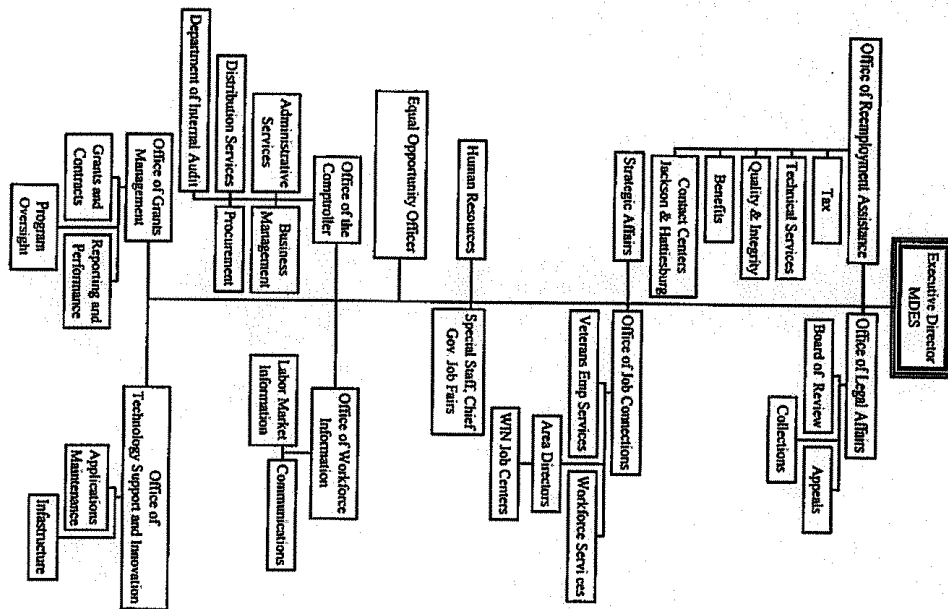 Executive Director
MDES
Office of Reemployment Assistance
Tax
Technical Services
Quality & Integrity
Benefits
Contact Centers
Jackson & Hattiesburg
Office of Legal Affairs
Board of Review
Appeals
Collections
Strategic Affairs
Office of Job Connections
Veterans Emp Services
Workforce Services
Area Directors
WIN Job Centers
Human Resources
Special Staff, Chief
Gov. Job Fairs
Equal Opportunity Officer
Office of the
Comptroller
Administrative
Services
Business
Management
Distribution Services
Procurement
Department of Internal Audit
Office of Workforce
Information
Labor Market
Information
Communications
Office of Grants
Management
Grants and
Contracts
Reporting and
Performance
Program
Oversight
Office of
Technology Support and Innovation
Applications
Maintenance
Infastructure